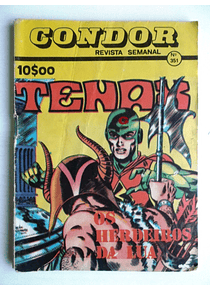 CONDOR
REVISTA SEMANAL
Nº 351
10$00
TENAX
OS
HERDEIROS
DA LUA